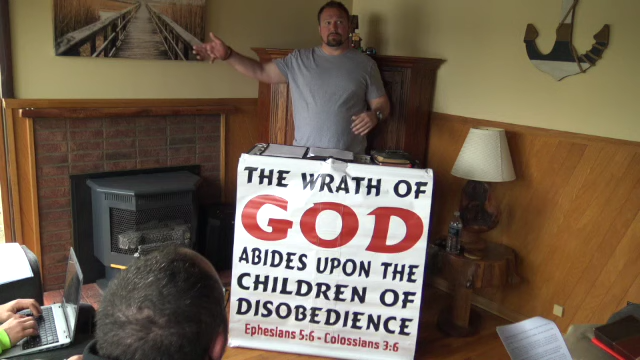 THE WRATH OF
GOD
ABIDES UPON THE
CHILDREN OF
DISOBEDIENCE
Ephesians 5:6 - Colossians 3:6